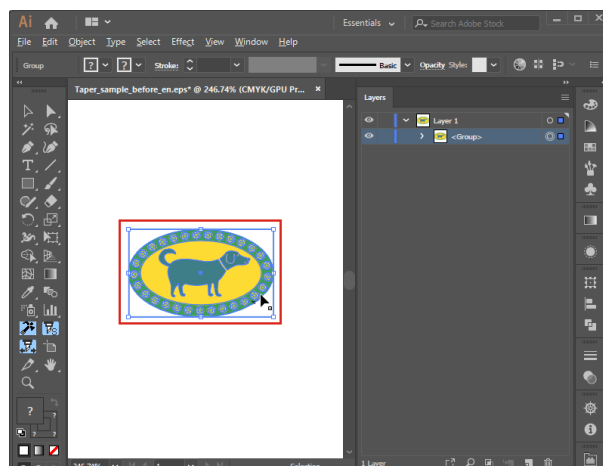 Ai
Essentials
Search Adobe Stock
File Edit Object Type Select Effect View Window Help
Group ? ? Stroke: Basic Opacity Style:
Taper_sample_before_en.eps* @ 246.74% (CMYK/GPU Pr... ×
Layers
Layer 1
<Group>
?
?
1 Layer